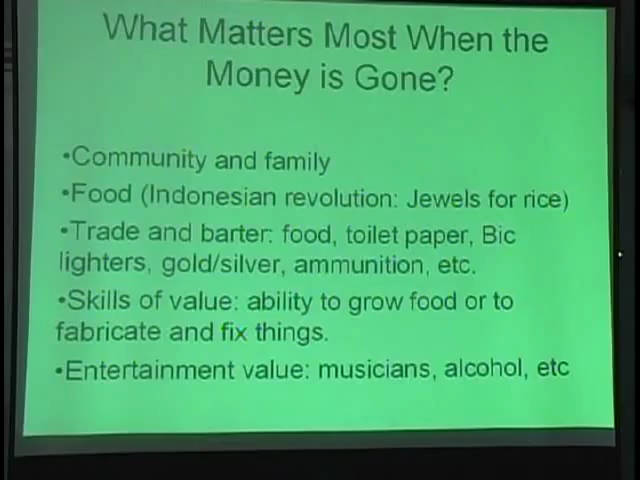 What Matters Most When the
Money is Gone?
•Community and family
•Food (Indonesian revolution: Jewels for rice)
•Trade and barter: food, toilet paper, Bic
lighters, gold/silver, ammunition, etc.
•Skills of value: ability to grow food or to
fabricate and fix things.
•Entertainment value: musicians, alcohol, etc